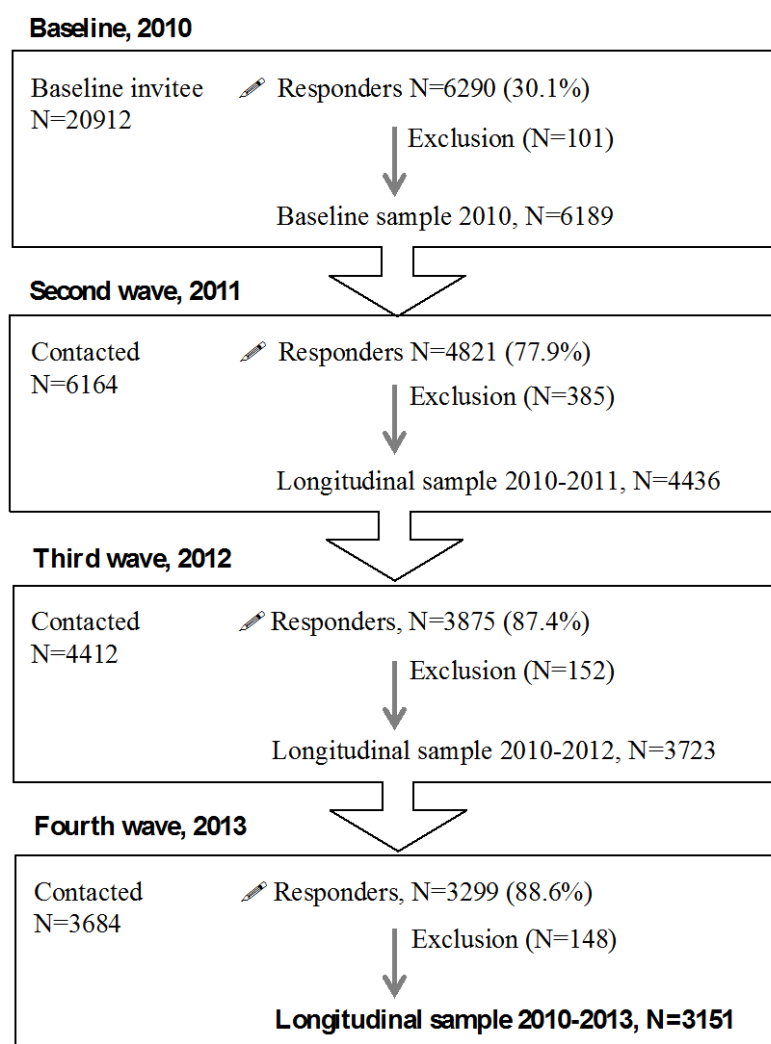 Baseline, 2010
Baseline invitee
N=20912
Responders N=6290 (30.1%)
Exclusion (N=101)
Baseline sample 2010, N=6189
Second wave, 2011
Contacted
N=6164
Responders N=4821 (77.9%)
Exclusion (N=385)
Longitudinal sample 2010-2011, N=4436
Third wave, 2012
Contacted
N=4412
Responders, N=3875 (87.4%)
Exclusion (N=152)
Longitudinal sample 2010-2012, N=3723
Fourth wave, 2013
Contacted
N=3684
Responders, N=3299 (88.6%)
Exclusion (N=148)
Longitudinal sample 2010-2013, N=3151